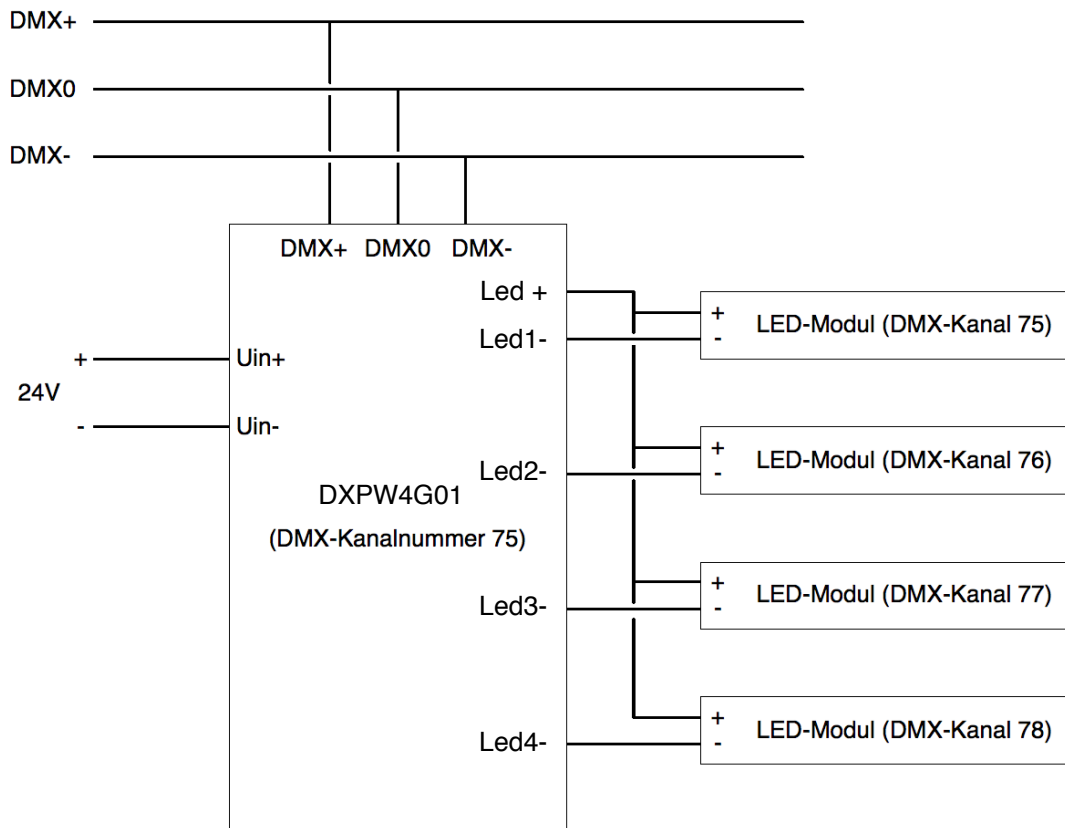 DMX+
DMX0
DMX-
DMX+ DMX0 DMX-
Led +
+ LED-Modul (DMX-Kanal 75)
Led1- -
+ Uin+
24V
- Uin-
+ LED-Modul (DMX-Kanal 76)
Led2- -
DXPW4G01
(DMX-Kanalnummer 75)
+ LED-Modul (DMX-Kanal 77)
Led3- -
+ LED-Modul (DMX-Kanal 78)
Led4- -